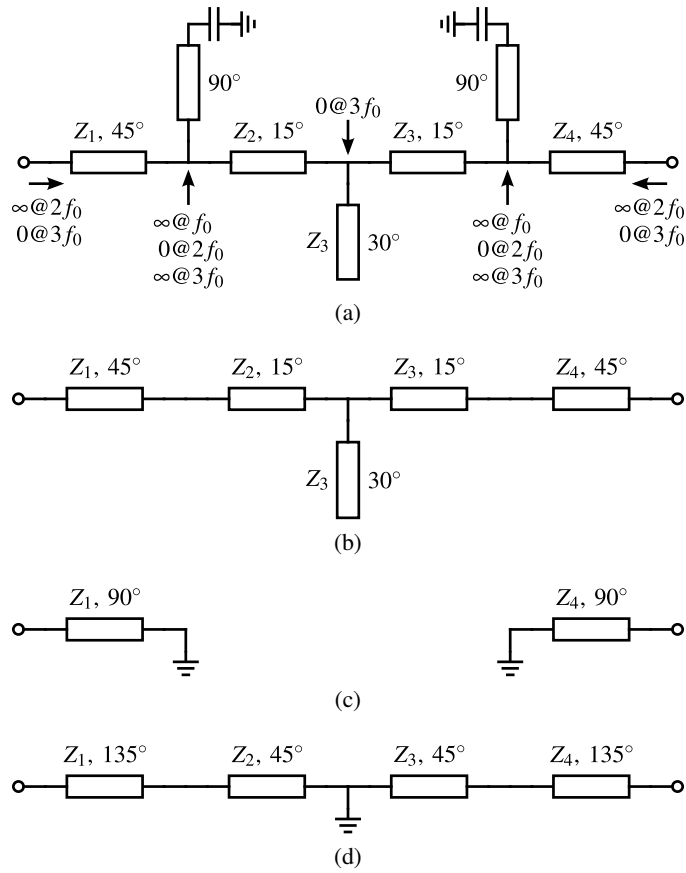 90°
90°
0@3f₀
Z₁, 45°
Z₂, 15°
Z₃, 15°
Z₄, 45°
∞@2f₀
0@3f₀
∞@f₀
0@2f₀
∞@3f₀
Z₃
30°
∞@f₀
0@2f₀
∞@3f₀
∞@2f₀
0@3f₀
(a)
Z₁, 45°
Z₂, 15°
Z₃, 15°
Z₄, 45°
Z₃
30°
(b)
Z₁, 90°
Z₄, 90°
(c)
Z₁, 135°
Z₂, 45°
Z₃, 45°
Z₄, 135°
(d)